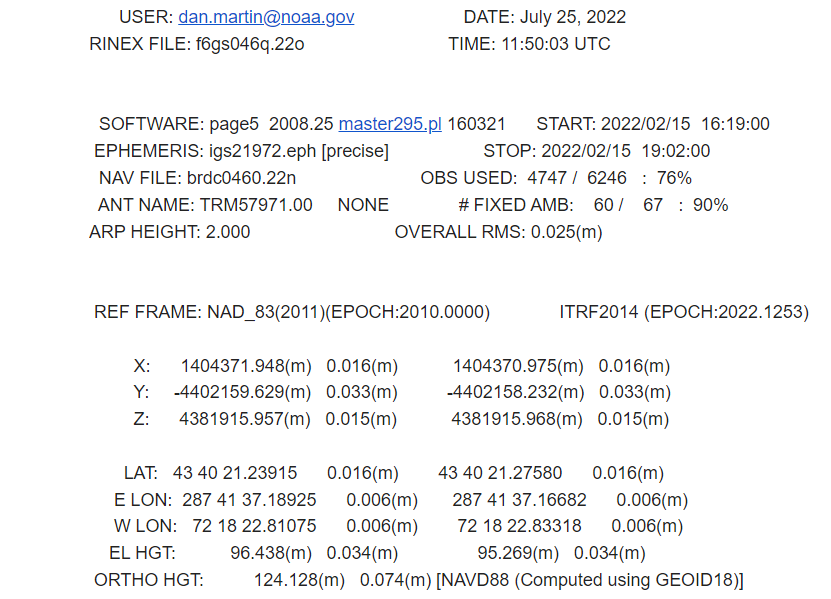 USER: dan.martin@noaa.gov DATE: July 25, 2022
RINEX FILE: f6gs046q.22o TIME: 11:50:03 UTC
SOFTWARE: page5 2008.25 master295.pl 160321 START: 2022/02/15 16:19:00
EPHEMERIS: igs21972.eph [precise] STOP: 2022/02/15 19:02:00
NAV FILE: brdc0460.22n OBS USED: 4747 / 6246 : 76%
ANT NAME: TRM57971.00 NONE # FIXED AMB: 60 / 67 : 90%
ARP HEIGHT: 2.000 OVERALL RMS: 0.025(m)
REF FRAME: NAD_83(2011)(EPOCH:2010.0000) ITRF2014 (EPOCH:2022.1253)
X: 1404371.948(m) 0.016(m) 1404370.975(m) 0.016(m)
Y: -4402159.629(m) 0.033(m) -4402158.232(m) 0.033(m)
Z: 4381915.957(m) 0.015(m) 4381915.968(m) 0.015(m)
LAT: 43 40 21.23915 0.016(m) 43 40 21.27580 0.016(m)
E LON: 287 41 37.18925 0.006(m) 287 41 37.16682 0.006(m)
W LON: 72 18 22.81075 0.006(m) 72 18 22.83318 0.006(m)
EL HGT: 96.438(m) 0.034(m) 95.269(m) 0.034(m)
ORTHO HGT: 124.128(m) 0.074(m) [NAVD88 (Computed using GEOID18)]